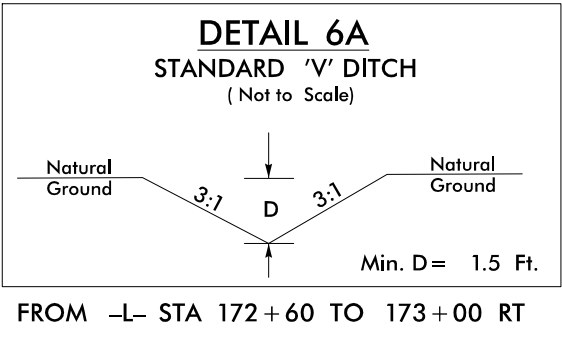 DETAIL 6A
STANDARD 'V' DITCH
( Not to Scale)
Natural
Ground
3:1
D
3:1
Natural
Ground
Min. D = 1.5 Ft.
FROM -L- STA 172+60 TO 173+00 RT